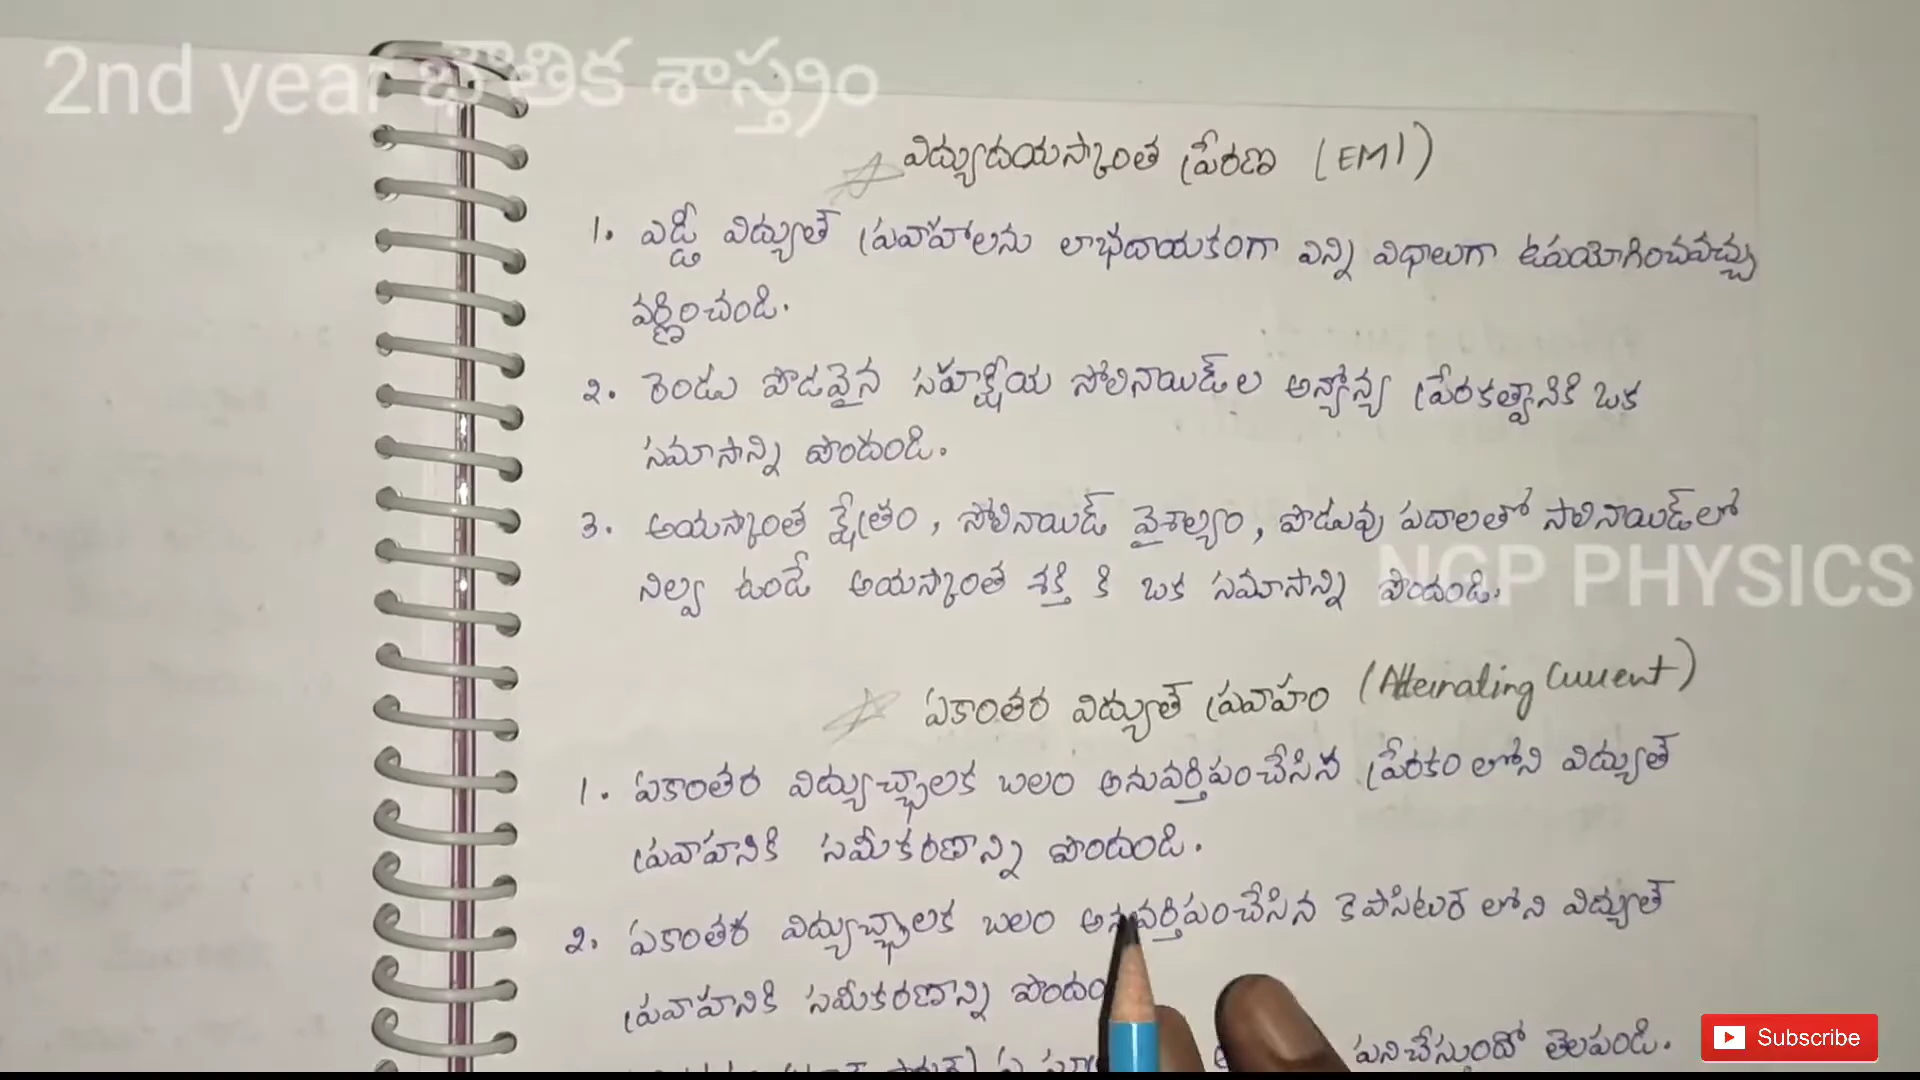 2nd year భౌతిక శాస్త్రం
విద్యుదయస్కాంత ప్రేరణ (EMI)
1. ఎడ్డీ విద్యుత్ ప్రవాహాలను లాభదాయకంగా ఎన్ని విధాలుగా ఉపయోగించవచ్చు
వర్ణించండి.
2. రెండు పొడవైన సహాక్షీయ సోలినాయిడ్ల అన్యోన్య ప్రేరకత్వానికి ఒక
సమాసాన్ని పొందండి.
3. అయస్కాంత క్షేత్రం, సోలినాయిడ్ వైశాల్యం, పొడువు పదాలతో సొలినాయిడ్లో
నిల్వ ఉండే అయస్కాంత శక్తి కి ఒక సమాసాన్ని పొందండి.
NGP PHYSICS
ఏకాంతర విద్యుత్ ప్రవాహం (Alternating Current)
1. ఏకాంతర విద్యుచ్ఛాలక బలం అనువర్తింపచేసిన ప్రేరకం లోని విద్యుత్
ప్రవాహనికి సమీకరణాన్ని పొందండి.
2. ఏకాంతర విద్యుచ్ఛాలక బలం అనువర్తింపచేసిన కెపాసిటుర్ లోని విద్యుత్
ప్రవాహనికి సమీకరణాన్ని పొందం
పనిచేస్తుందో తెలపండి.
Subscribe